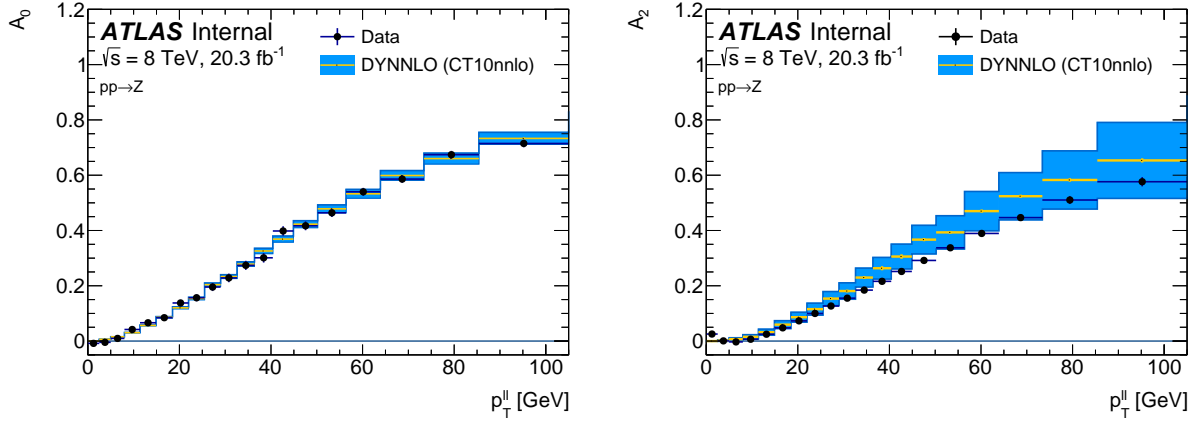 A0
1.2
1
0.8
0.6
0.4
0.2
0
ATLAS Internal
√s = 8 TeV, 20.3 fb-1
pp→Z
Data
DYNNLO (CT10nnlo)
0 20 40 60 80 100
pTll [GeV]
A2
1.2
1
0.8
0.6
0.4
0.2
0
ATLAS Internal
√s = 8 TeV, 20.3 fb-1
pp→Z
Data
DYNNLO (CT10nnlo)
0 20 40 60 80 100
pTll [GeV]